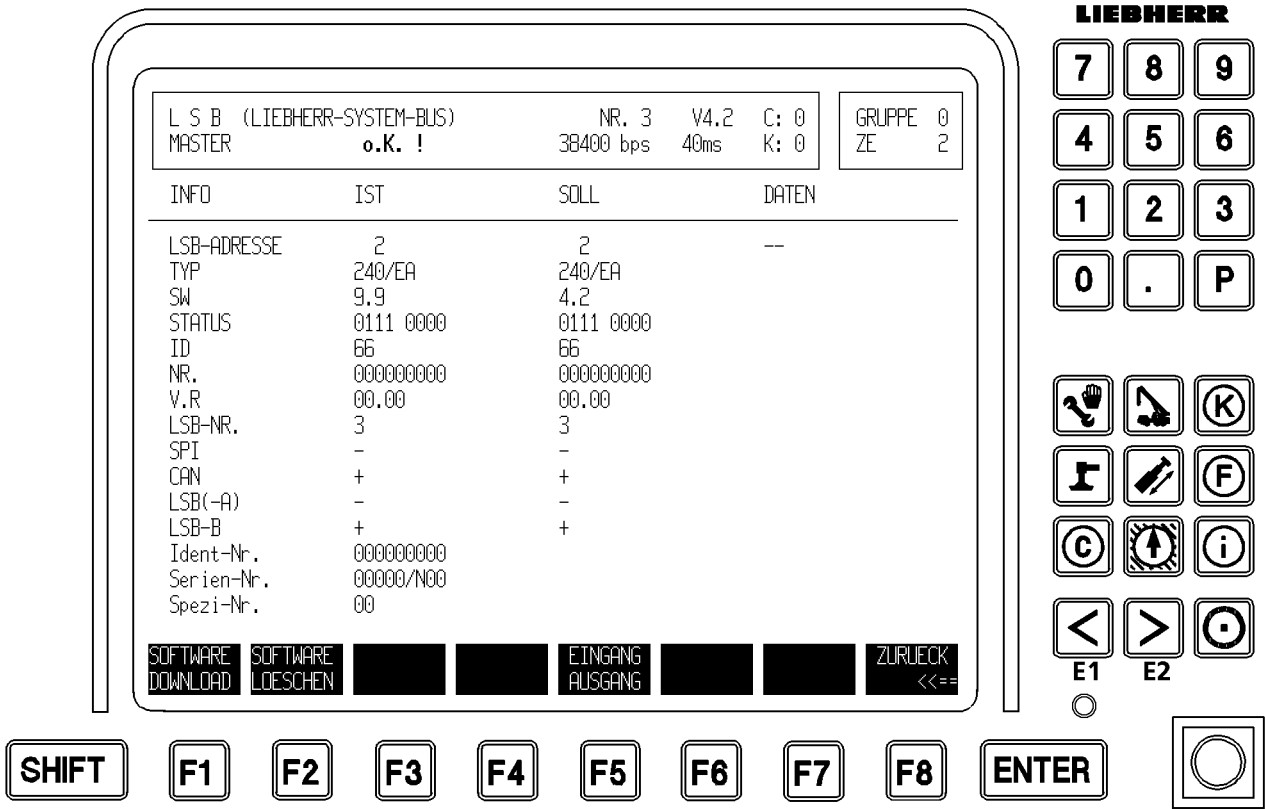 LIEBHERR
L S B (LIEBHERR-SYSTEM-BUS) NR. 3 V4.2 C: 0 GRUPPE 0
MASTER o.K. ! 38400 bps 40ms K: 0 ZE 2
INFO IST SOLL DATEN
LSB-ADRESSE 2 2 --
TYP 240/EA 240/EA
SW 9.9 4.2
STATUS 0111 0000 0111 0000
ID 66 66
NR. 000000000 000000000
V.R 00.00 00.00
LSB-NR. 3 3
SPI - -
CAN + +
LSB(-A) - -
LSB-B + +
Ident-Nr. 000000000
Serien-Nr. 00000/N00
Spezi-Nr. 00
SOFTWARE SOFTWARE EINGANG ZURUECK
DOWNLOAD LOESCHEN AUSGANG <<==
7 8 9
4 5 6
1 2 3
0 . P
K
F
C i
< >
E1 E2
SHIFT F1 F2 F3 F4 F5 F6 F7 F8 ENTER